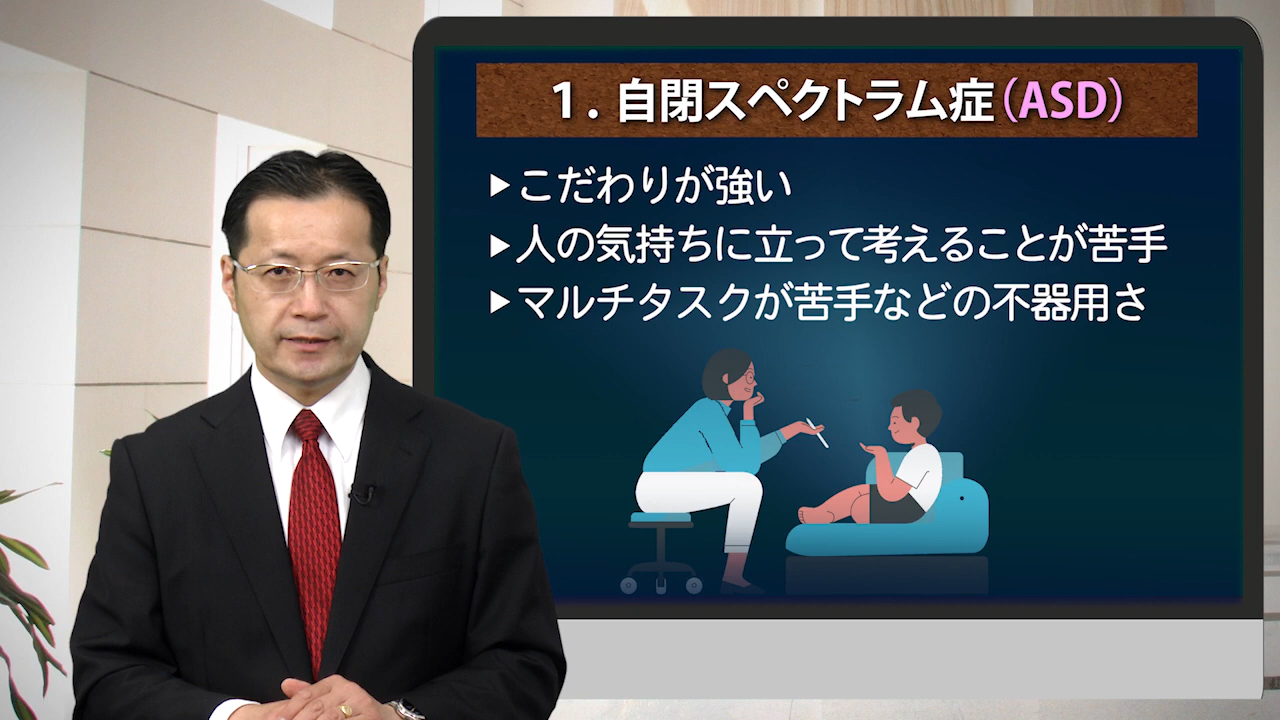 1. 自閉スペクトラム症(ASD)
▶こだわりが強い
▶人の気持ちに立って考えることが苦手
▶マルチタスクが苦手などの不器用さ